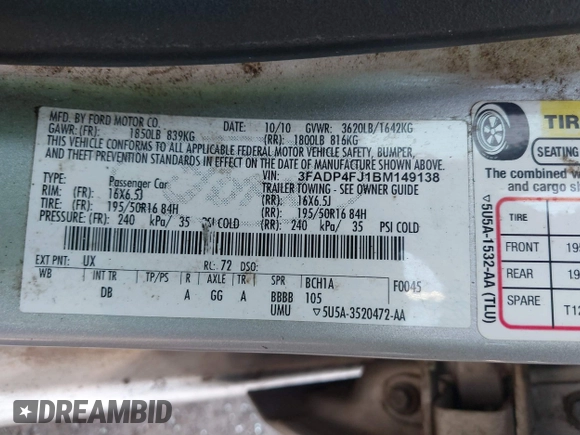 MFD. BY FORD MOTOR CO.
DATE: 10/10 GVWR: 3620LB/1642KG
GAWR: (FR): 1850LB 839KG (RR): 1800LB 816KG
THIS VEHICLE CONFORMS TO ALL APPLICABLE FEDERAL MOTOR VEHICLE SAFETY, BUMPER,
AND THEFT PREVENTION STANDARDS IN EFFECT ON THE DATE OF MANUFACTURE SHOWN ABOVE.
VIN: 3FADP4FJ1BM149138
TYPE: Passenger Car TRAILER TOWING - SEE OWNER GUIDE
RIM: (FR) 16X6.5J (RR) 16X6.5J
TIRE: (FR) 195/50R16 84H (RR) 195/50R16 84H
PRESSURE: (FR) 240 kPa/ 35 PSI COLD (RR) 240 kPa/ 35 PSI COLD
EXT PNT: UX RC: 72 DSO:
WB INT TR TP/PS R AXLE TR SPR BCH1A F0045
DB A GG A BBBB 105
UMU ▽5U5A-3520472-AA
TIR
SEATING
The combined w
and cargo s
TIRE
FRONT 195
REAR 19
SPARE T12
▽5U5A-1532-AA (TLU)
DREAMBID